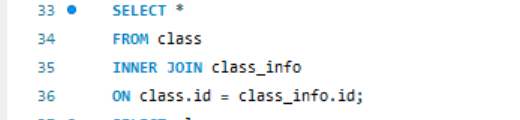 33 SELECT *
34 FROM class
35 INNER JOIN class_info
36 ON class.id = class_info.id;